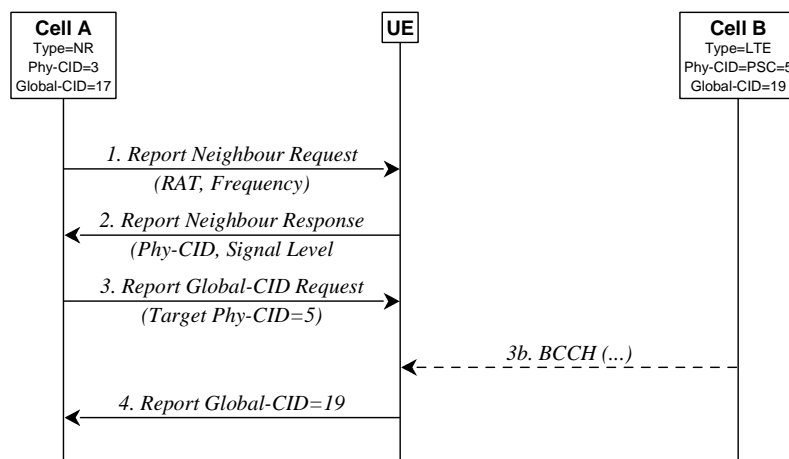 Cell A
Type=NR
Phy-CID=3
Global-CID=17
UE
Cell B
Type=LTE
Phy-CID=PSC=5
Global-CID=19
1. Report Neighbour Request
(RAT, Frequency)
2. Report Neighbour Response
(Phy-CID, Signal Level
3. Report Global-CID Request
(Target Phy-CID=5)
3b. BCCH (...)
4. Report Global-CID=19